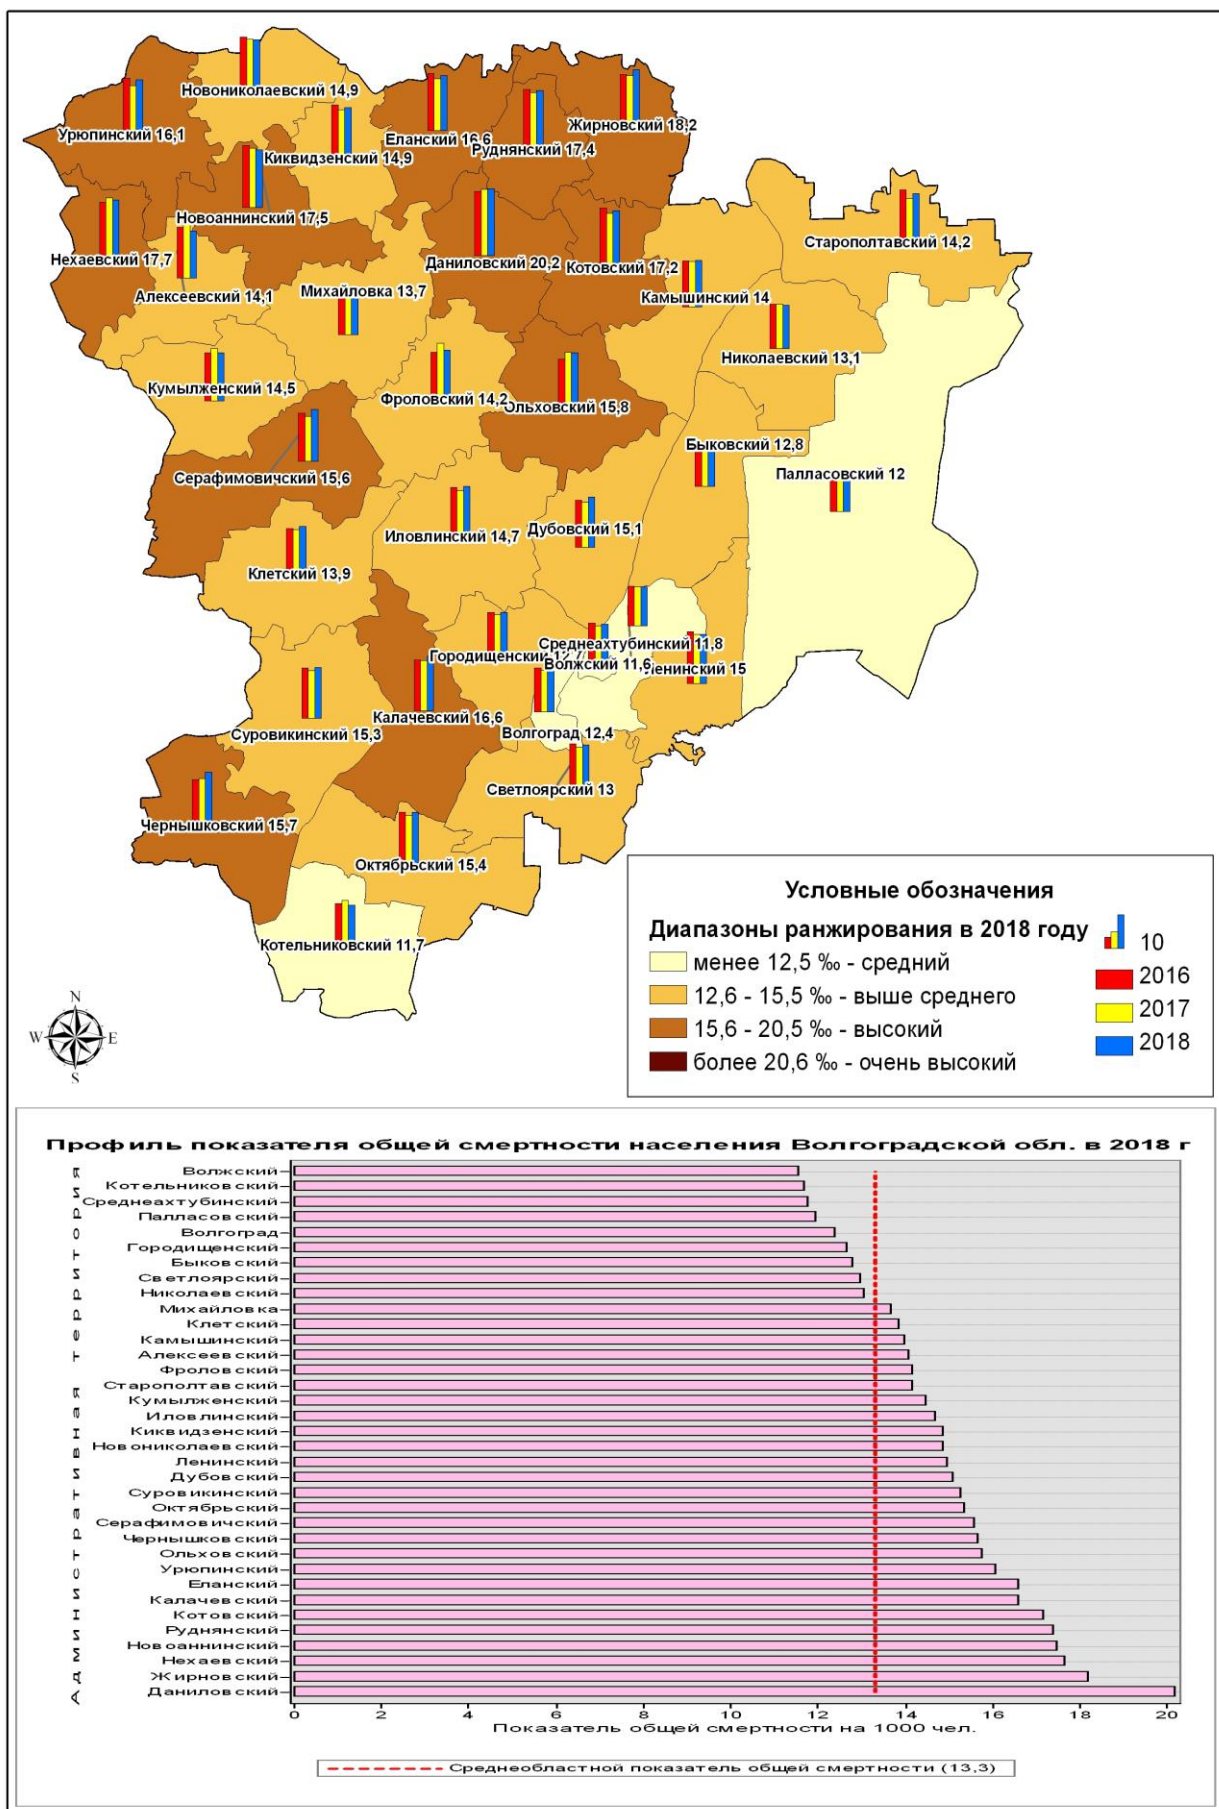 Новониколаевский 14,9
Урюпинский 16,1
Киквидзенский 14,9
Еланский 16,6
Руднянский 17,4
Жирновский 18,2
Новоаннинский 17,5
Нехаевский 17,7
Алексеевский 14,1
Михайловка 13,7
Даниловский 20,2
Котовский 17,2
Старополтавский 14,2
Камышинский 14
Николаевский 13,1
Кумылженский 14,5
Фроловский 14,2
Ольховский 15,8
Быковский 12,8
Серафимовичский 15,6
Палласовский 12
Иловлинский 14,7
Дубовский 15,1
Клетский 13,9
Среднеахтубинский 11,8
Городищенский
Волжский 11,6
Ленинский 15
Калачевский 16,6
Суровикинский 15,3
Волгоград 12,4
Светлоярский 13
Чернышковский 15,7
Октябрьский 15,4
Котельниковский 11,7
N
W
E
S
Условные обозначения
Диапазоны ранжирования в 2018 году
менее 12,5 ‰ - средний
12,6 - 15,5 ‰ - выше среднего
15,6 - 20,5 ‰ - высокий
более 20,6 ‰ - очень высокий
10
2016
2017
2018
Профиль показателя общей смертности населения Волгоградской обл. в 2018 г
Административная территория
Волжский
Котельниковский
Среднеахтубинский
Палласовский
Волгоград
Городищенский
Быковский
Светлоярский
Николаевский
Михайловка
Клетский
Камышинский
Алексеевский
Фроловский
Старополтавский
Кумылженский
Иловлинский
Киквидзенский
Новониколаевский
Ленинский
Дубовский
Суровикинский
Октябрьский
Серафимовичский
Чернышковский
Ольховский
Урюпинский
Еланский
Калачевский
Котовский
Руднянский
Новоаннинский
Нехаевский
Жирновский
Даниловский
0 2 4 6 8 10 12 14 16 18 20
Показатель общей смертности на 1000 чел.
Среднеобластной показатель общей смертности (13,3)